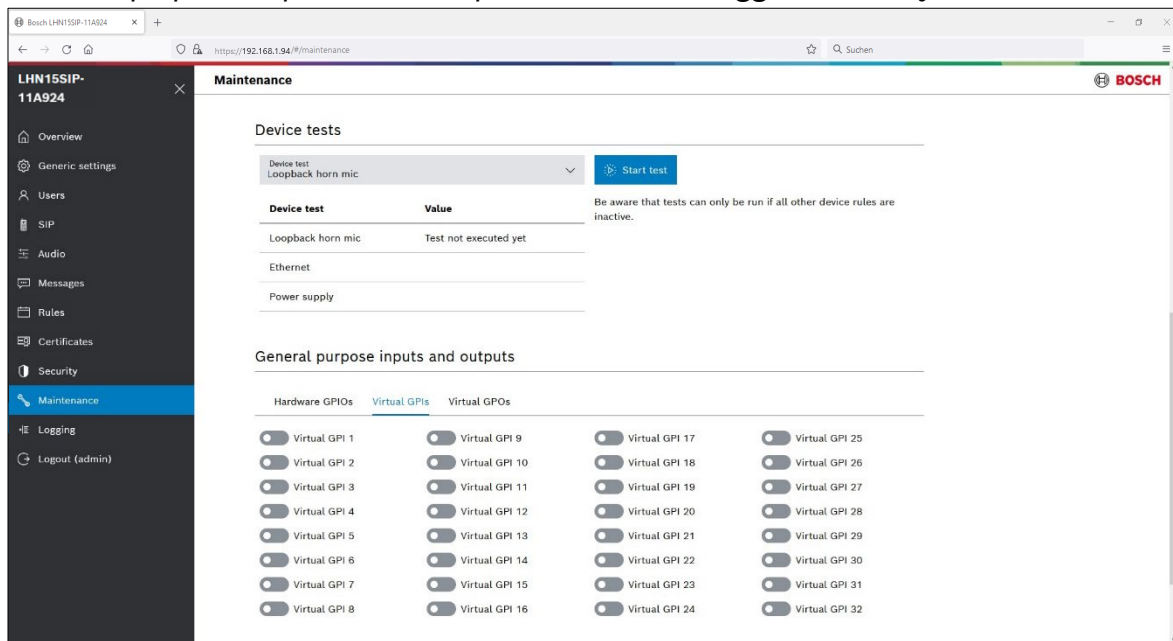 Bosch LHN15SIP-11A924
https://192.168.1.94/#/maintenance
Suchen
LHN15SIP-
11A924
Maintenance
BOSCH
Overview
Generic settings
Users
SIP
Audio
Messages
Rules
Certificates
Security
Maintenance
Logging
Logout (admin)
Device tests
Device test
Loopback horn mic
Start test
Be aware that tests can only be run if all other device rules are
inactive.
Device test Value
Loopback horn mic Test not executed yet
Ethernet
Power supply
General purpose inputs and outputs
Hardware GPIOs Virtual GPIs Virtual GPOs
Virtual GPI 1 Virtual GPI 9 Virtual GPI 17 Virtual GPI 25
Virtual GPI 2 Virtual GPI 10 Virtual GPI 18 Virtual GPI 26
Virtual GPI 3 Virtual GPI 11 Virtual GPI 19 Virtual GPI 27
Virtual GPI 4 Virtual GPI 12 Virtual GPI 20 Virtual GPI 28
Virtual GPI 5 Virtual GPI 13 Virtual GPI 21 Virtual GPI 29
Virtual GPI 6 Virtual GPI 14 Virtual GPI 22 Virtual GPI 30
Virtual GPI 7 Virtual GPI 15 Virtual GPI 23 Virtual GPI 31
Virtual GPI 8 Virtual GPI 16 Virtual GPI 24 Virtual GPI 32